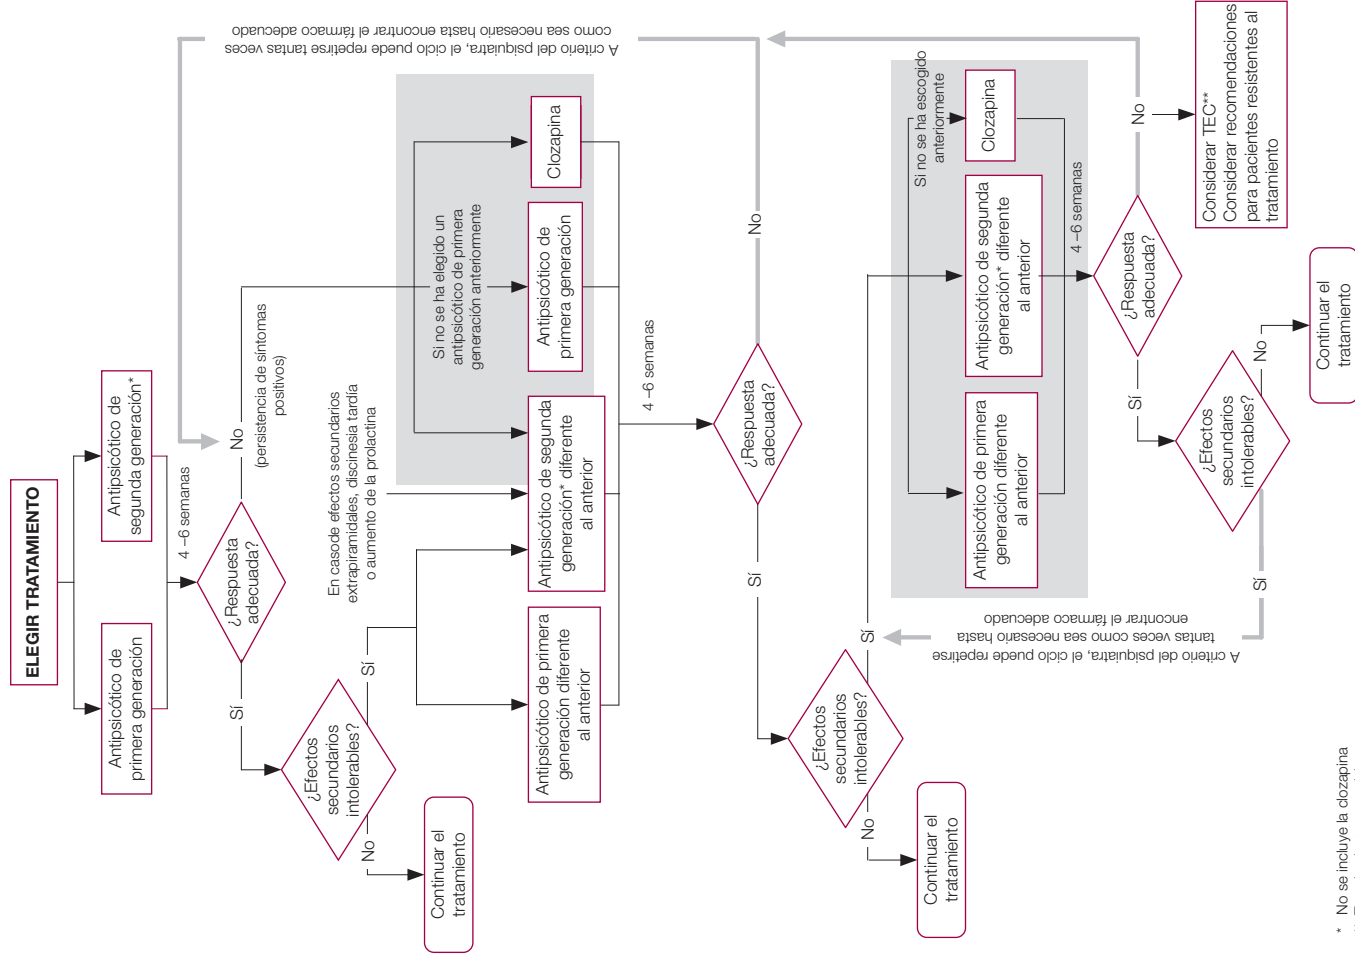 ELEGIR TRATAMIENTO
Antipsicótico de
primera generación
Antipsicótico de
segunda generación*
4 –6 semanas
¿Respuesta
adecuada?
Sí
No
(persistencia de síntomas
positivos)
A criterio del psiquiatra, el ciclo puede repetirse tantas veces
como sea necesario hasta encontrar el fármaco adecuado
¿Efectos
secundarios
intolerables?
No
Sí
Continuar el
tratamiento
En casode efectos secundarios
extrapiramidales, discinesia tardía
o aumento de la prolactina
Si no se ha elegido un
antipsicótico de primera
generación anteriormente
Antipsicótico de primera
generación diferente
al anterior
Antipsicótico de segunda
generación* diferente
al anterior
Antipsicótico de
primera generación
Clozapina
4 –6 semanas
¿Respuesta
adecuada?
Sí
No
¿Efectos
secundarios
intolerables?
No
Sí
Continuar el
tratamiento
A criterio del psiquiatra, el ciclo puede repetirse
tantas veces como sea necesario hasta
encontrar el fármaco adecuado
Si no se ha escogido
anteriormente
Antipsicótico de primera
generación diferente
al anterior
Antipsicótico de segunda
generación* diferente
al anterior
Clozapina
4 –6 semanas
¿Respuesta
adecuada?
Sí
No
¿Efectos
secundarios
intolerables?
Sí
No
Considerar TEC**
Considerar recomendaciones
para pacientes resistentes al
tratamiento
Continuar el
tratamiento
* No se incluye la clozapina